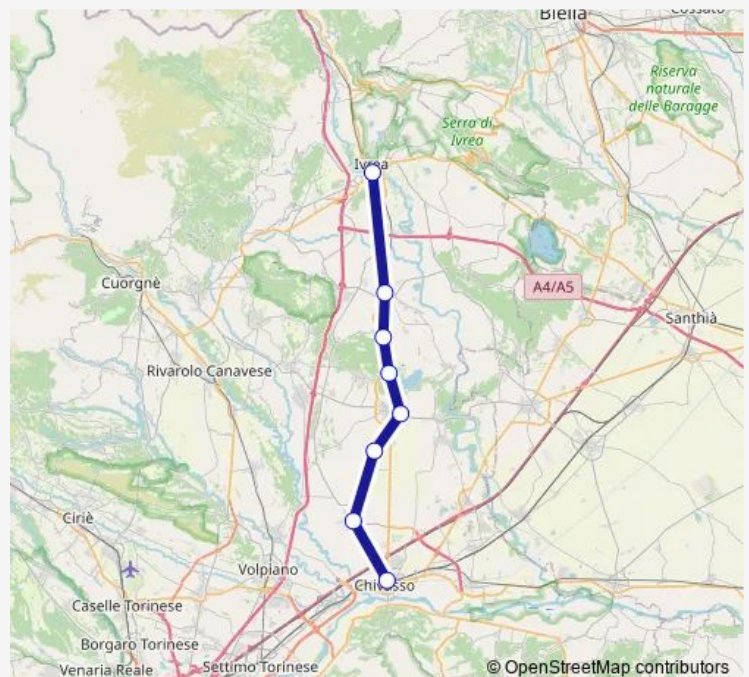 Biella
Cossato
Riserva
naturale
delle Baragge
Serra di
Ivrea
Ivrea
Cuorgnè
A4/A5
Santhià
Rivarolo Canavese
Ciriè
Volpiano
Chivasso
Caselle Torinese
Borgaro Torinese
Settimo Torinese
Venaria Reale
© OpenStreetMap contributors